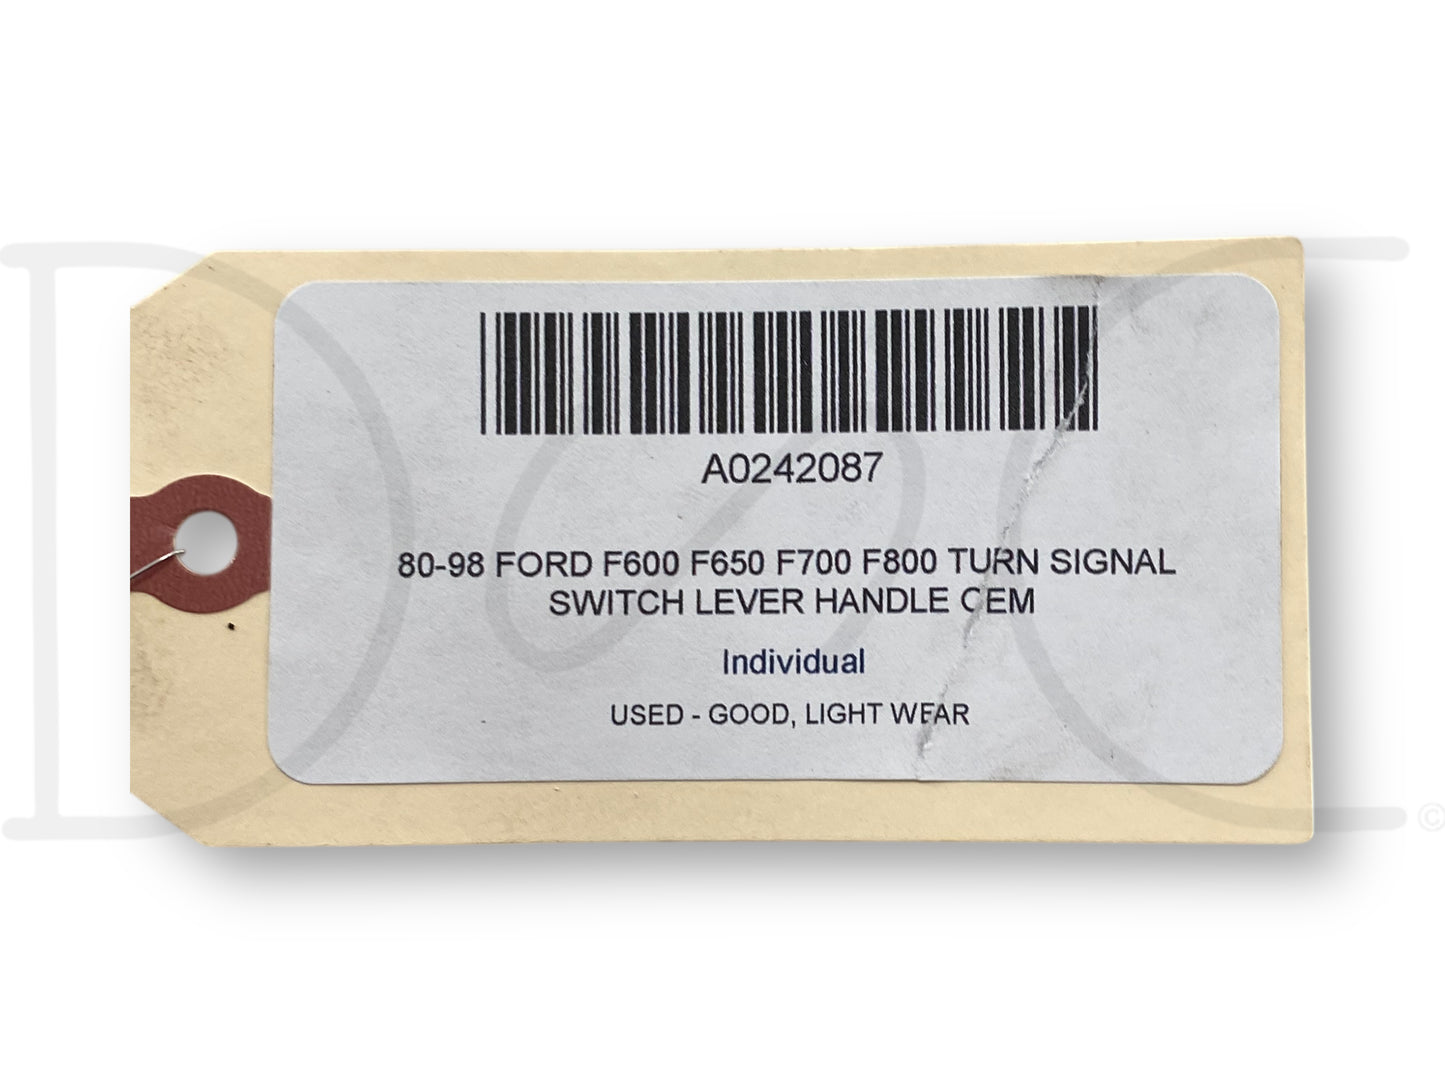 A0242087
80-98 FORD F600 F650 F700 F800 TURN SIGNAL
SWITCH LEVER HANDLE OEM
Individual
USED - GOOD, LIGHT WEAR
©